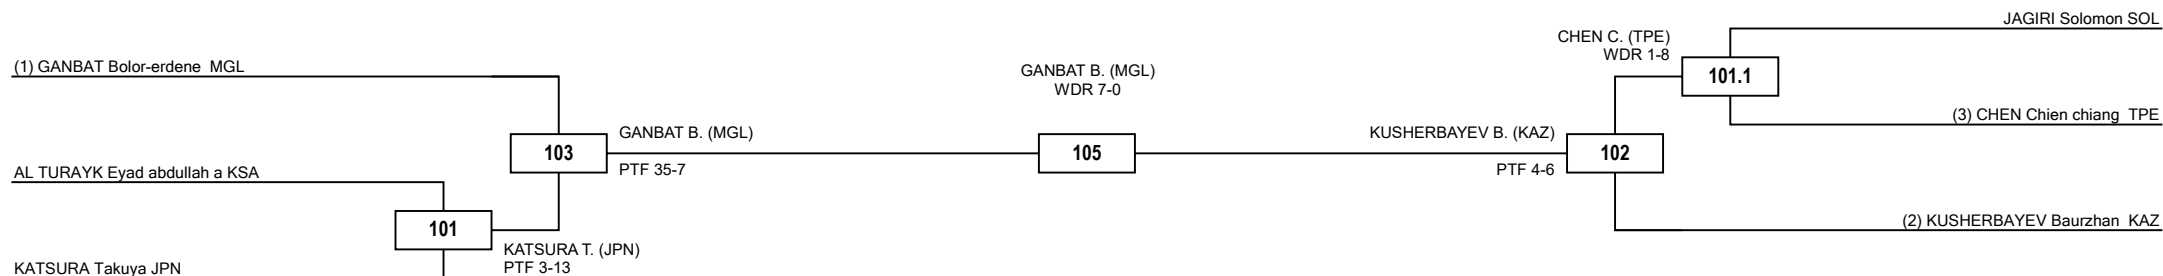 JAGIRI Solomon SOL
CHEN C. (TPE)
WDR 1-8
(1) GANBAT Bolor-erdene MGL
GANBAT B. (MGL)
WDR 7-0
101.1
(3) CHEN Chien chiang TPE
GANBAT B. (MGL)
KUSHERBAYEV B. (KAZ)
103
105
102
PTF 35-7
PTF 4-6
AL TURAYK Eyad abdullah a KSA
(2) KUSHERBAYEV Baurzhan KAZ
101
KATSURA T. (JPN)
PTF 3-13
KATSURA Takuya JPN